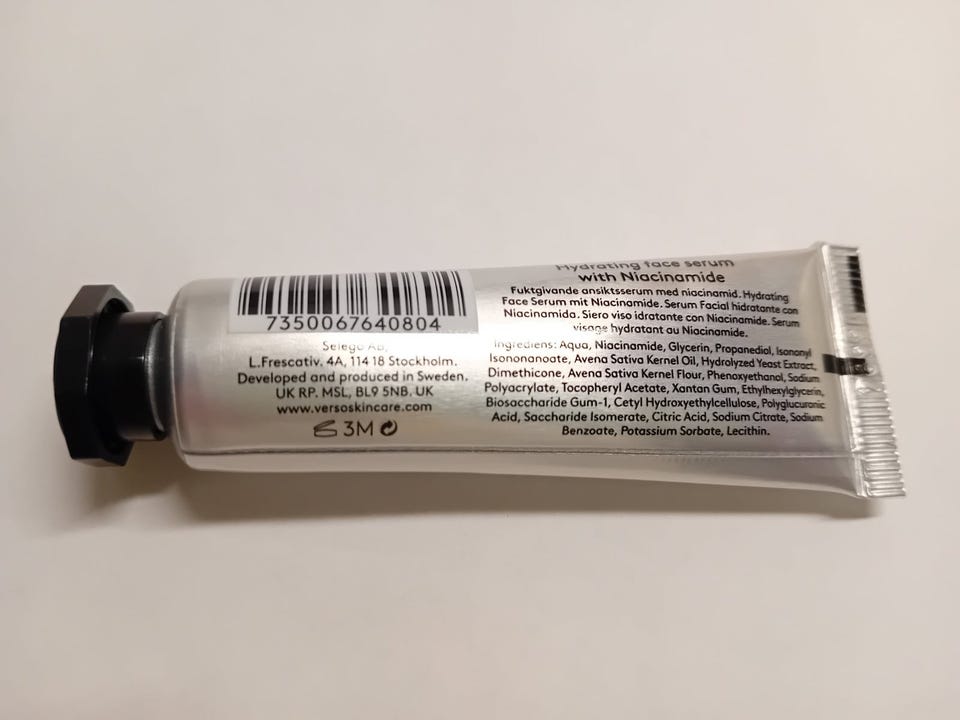 7350067640804
Selego AB,
L.Frescativ. 4A, 114 18 Stockholm.
Developed and produced in Sweden.
UK RP. MSL, BL9 5NB. UK
www.versoskincare.com
3M
Hydrating face serum
with Niacinamide
Fuktgivande ansiktsserum med niacinamid. Hydrating
Face Serum mit Niacinamide. Serum Facial hidratante con
Niacinamida. Siero viso idratante con Niacinamide. Serum
visage hydratant au Niacinamide.
Ingrediens: Aqua, Niacinamide, Glycerin, Propanediol, Isononyl
Isononanoate, Avena Sativa Kernel Oil, Hydrolyzed Yeast Extract,
Dimethicone, Avena Sativa Kernel Flour, Phenoxyethanol, Sodium
Polyacrylate, Tocopheryl Acetate, Xantan Gum, Ethylhexylglycerin,
Biosaccharide Gum-1, Cetyl Hydroxyethylcellulose, Polyglucuronic
Acid, Saccharide Isomerate, Citric Acid, Sodium Citrate, Sodium
Benzoate, Potassium Sorbate, Lecithin.